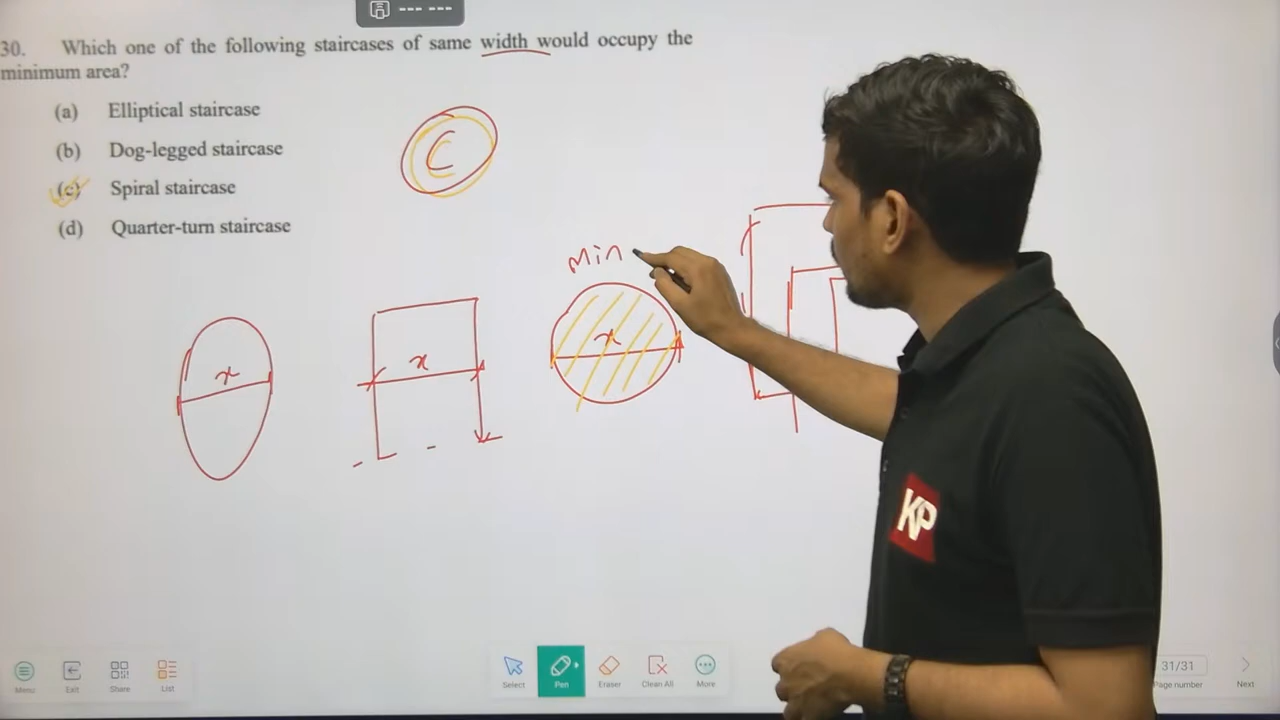 30. Which one of the following staircases of same width would occupy the
minimum area?
(a) Elliptical staircase
(b) Dog-legged staircase
(c) Spiral staircase
(d) Quarter-turn staircase
C
Min
x
x
x
KP
Menu
Exit
Share
List
Select
Pen
Eraser
Clean All
More
31/31
Page number
Next